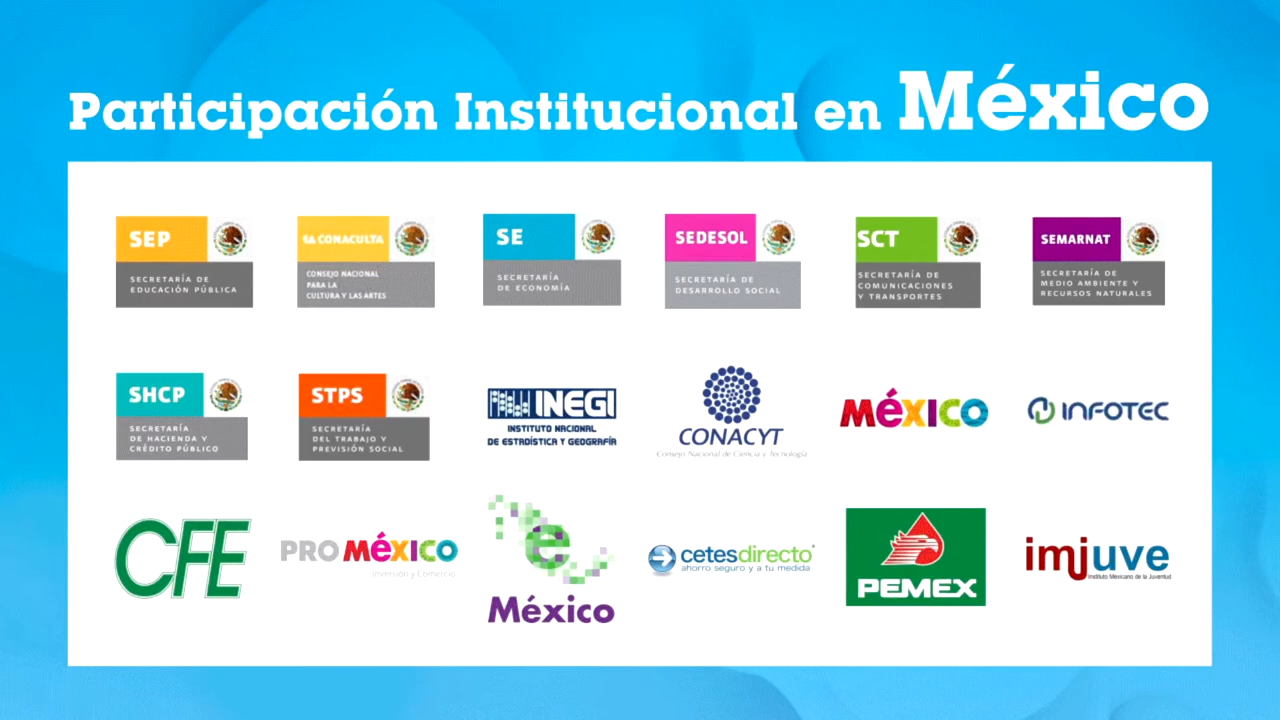 Participación Institucional en México
SEP
SECRETARÍA DE
EDUCACIÓN PÚBLICA
CONACULTA
CONSEJO NACIONAL
PARA LA
CULTURA Y LAS ARTES
SE
SECRETARÍA
DE ECONOMÍA
SEDESOL
SECRETARÍA DE
DESARROLLO SOCIAL
SCT
SECRETARÍA DE
COMUNICACIONES
Y TRANSPORTES
SEMARNAT
SECRETARÍA DE
MEDIO AMBIENTE Y
RECURSOS NATURALES
SHCP
SECRETARÍA
DE HACIENDA Y
CRÉDITO PÚBLICO
STPS
SECRETARÍA
DEL TRABAJO Y
PREVISIÓN SOCIAL
INEGI
INSTITUTO NACIONAL
DE ESTADÍSTICA Y GEOGRAFÍA
CONACYT
Consejo Nacional de Ciencia y Tecnología
MéXICO
INFOTEC
CFE
PRO MéXICO
Inversión y Comercio
e
México
cetesdirecto
ahorro seguro y a tu medida
PEMEX
imjuve
Instituto Mexicano de la Juventud